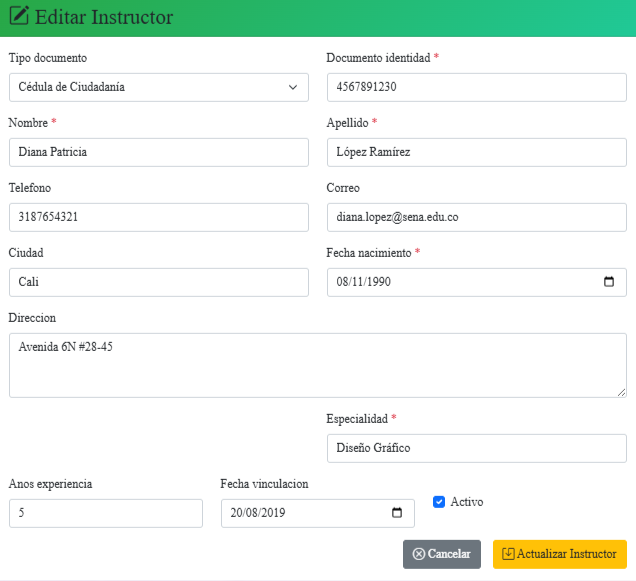 Editar Instructor
Tipo documento
Documento identidad *
Cédula de Ciudadanía
4567891230
Nombre *
Apellido *
Diana Patricia
López Ramírez
Telefono
Correo
3187654321
diana.lopez@sena.edu.co
Ciudad
Fecha nacimiento *
Cali
08/11/1990
Direccion
Avenida 6N #28-45
Especialidad *
Diseño Gráfico
Anos experiencia
Fecha vinculacion
5
20/08/2019
Activo
Cancelar
Actualizar Instructor